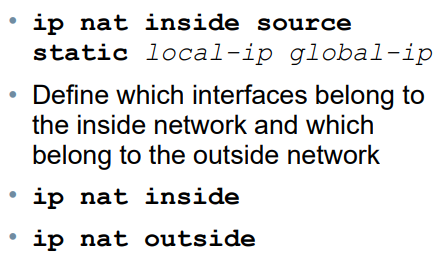 • ip nat inside source
static local-ip global-ip
• Define which interfaces belong to
the inside network and which
belong to the outside network
• ip nat inside
• ip nat outside